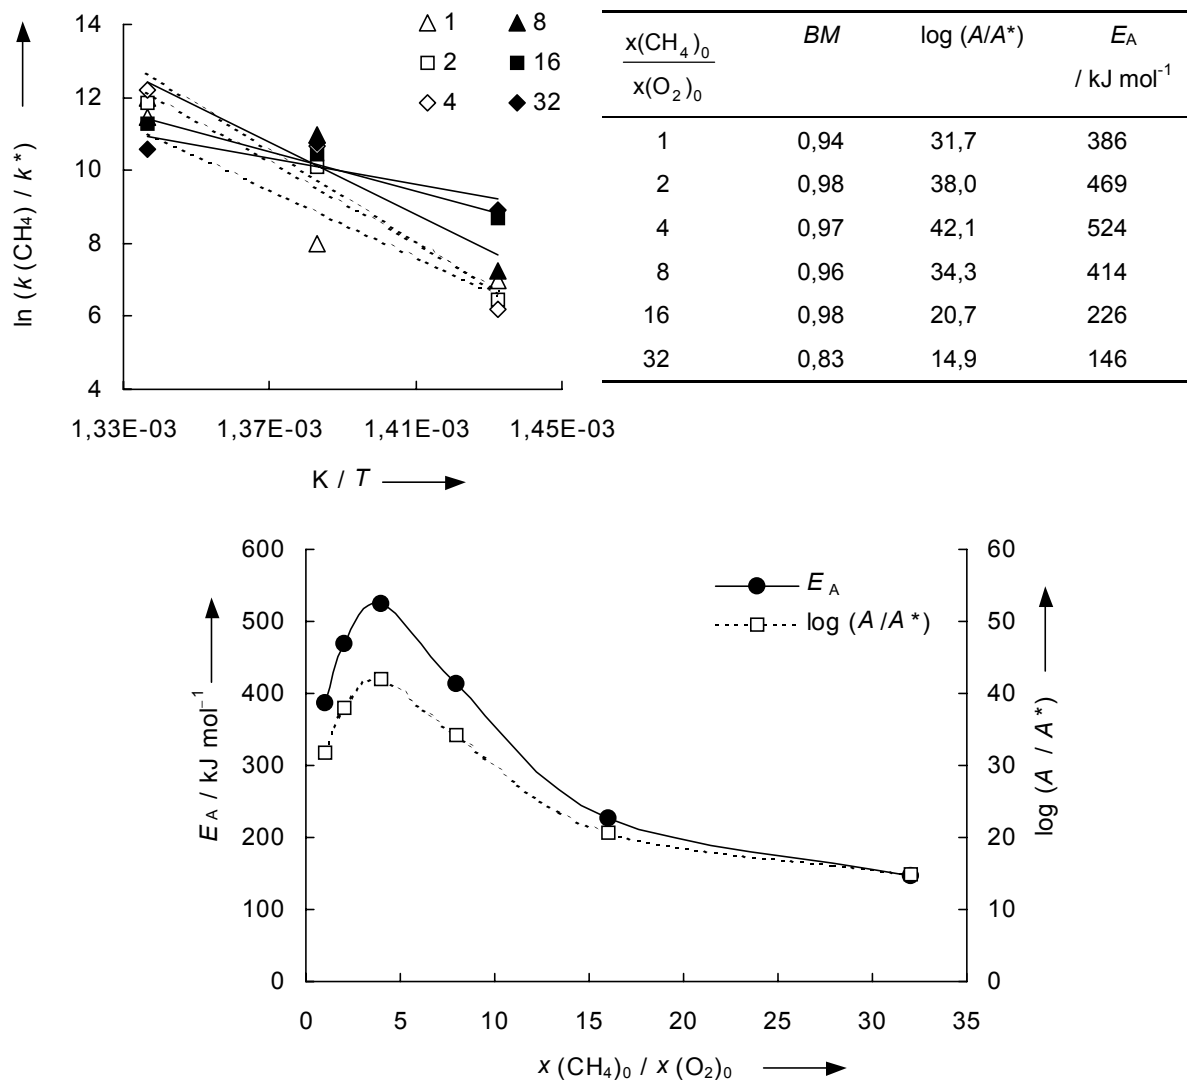 14
12
10
8
6
4
ln (k (CH4) / k*)
1 8
2 16
4 32
1,33E-03 1,37E-03 1,41E-03 1,45E-03
K / T
x(CH4)0 / x(O2)0 BM log (A/A*) EA / kJ mol-1
1 0,94 31,7 386
2 0,98 38,0 469
4 0,97 42,1 524
8 0,96 34,3 414
16 0,98 20,7 226
32 0,83 14,9 146
600
500
400
300
200
100
0
EA / kJ mol-1
EA
log (A/A*)
60
50
40
30
20
10
0
log (A / A*)
0 5 10 15 20 25 30 35
x (CH4)0 / x (O2)0